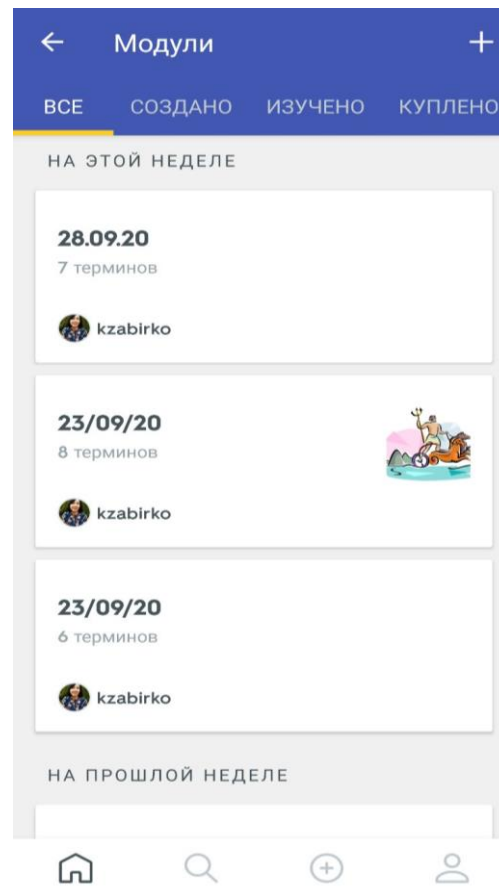 Модули
ВСЕ СОЗДАНО ИЗУЧЕНО КУПЛЕНО
НА ЭТОЙ НЕДЕЛЕ
28.09.20
7 терминов
kzabirko
23/09/20
8 терминов
kzabirko
23/09/20
6 терминов
kzabirko
НА ПРОШЛОЙ НЕДЕЛЕ